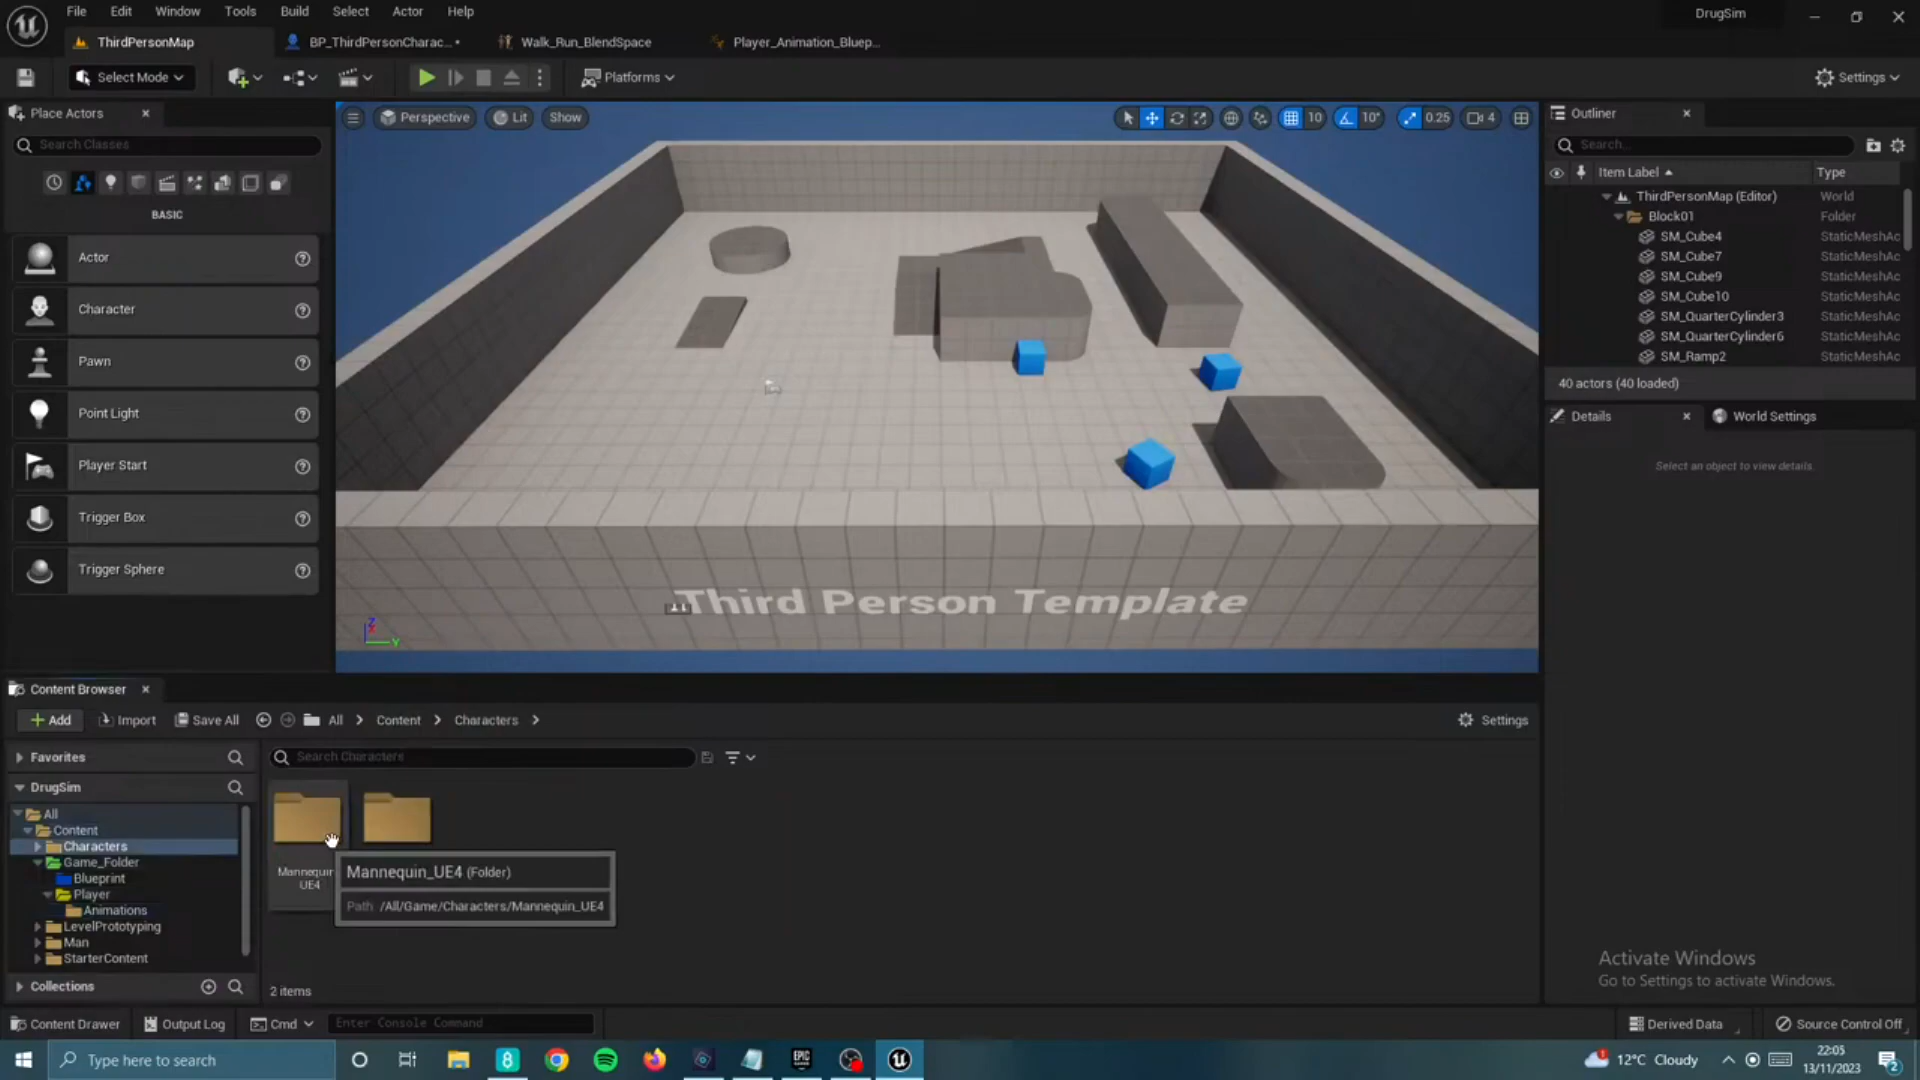 File Edit Window Tools Build Select Actor Help
DrugSim
ThirdPersonMap
BP_ThirdPersonCharac... •
Walk_Run_BlendSpace
Player_Animation_Bluep...
Select Mode
Platforms
Settings
Place Actors
Search Classes
BASIC
Actor
Character
Pawn
Point Light
Player Start
Trigger Box
Trigger Sphere
Perspective
Lit
Show
10
10°
0.25
4
Third Person Template
Z
Y
Outliner
Search...
Item Label
Type
ThirdPersonMap (Editor) World
Block01 Folder
SM_Cube4 StaticMeshAc
SM_Cube7 StaticMeshAc
SM_Cube9 StaticMeshAc
SM_Cube10 StaticMeshAc
SM_QuarterCylinder3 StaticMeshAc
SM_QuarterCylinder6 StaticMeshAc
SM_Ramp2 StaticMeshAc
40 actors (40 loaded)
Details
World Settings
Select an object to view details.
Content Browser
Add
Import
Save All
All
Content
Characters
Settings
Favorites
Search Characters
DrugSim
All
Content
Characters
Game_Folder
Blueprint
Player
Animations
LevelPrototyping
Man
StarterContent
Collections
Mannequin
UE4
Mannequin_UE4 (Folder)
Path /All/Game/Characters/Mannequin_UE4
2 items
Activate Windows
Go to Settings to activate Windows.
Content Drawer
Output Log
Cmd
Enter Console Command
Derived Data
Source Control Off
Type here to search
EPIC
GAMES
12°C Cloudy
22:05
13/11/2023
2